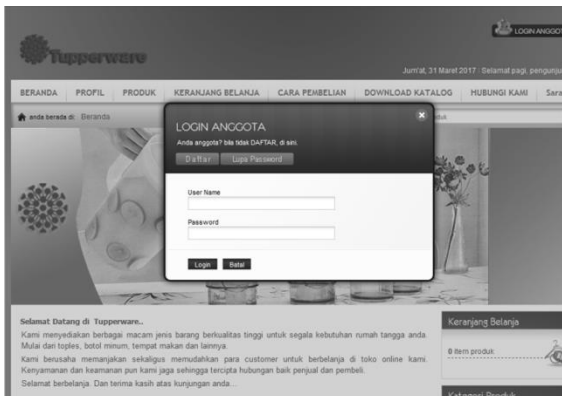 LOGIN ANGGO
Tupperware
Jum'at, 31 Maret 2017 - Selamat pagi, pengunju
BERANDA PROFIL PRODUK KERANJANG BELANJA CARA PEMBELIAN DOWNLOAD KATALOG HUBUNGI KAMI Sara
anda berada di: Beranda
LOGIN ANGGOTA
Anda anggota? bila tidak DAFTAR, di sini.
Daftar Lupa Password
User Name
Password
Login Batal
Selamat Datang di Tupperware..
Kami menyediakan berbagai macam jenis barang berkualitas tinggi untuk segala kebutuhan rumah tangga anda.
Mulai dari toples, botol minum, tempat makan dan lainnya.
Kami berusaha memanjakan sekaligus memudahkan para customer untuk berbelanja di toko online kami.
Kenyamanan dan keamanan pun kami jaga sehingga tercipta hubungan baik penjual dan pembeli.
Selamat berbelanja. Dan terima kasih atas kunjungan anda...
Keranjang Belanja
0 item produk
Kategori Produk